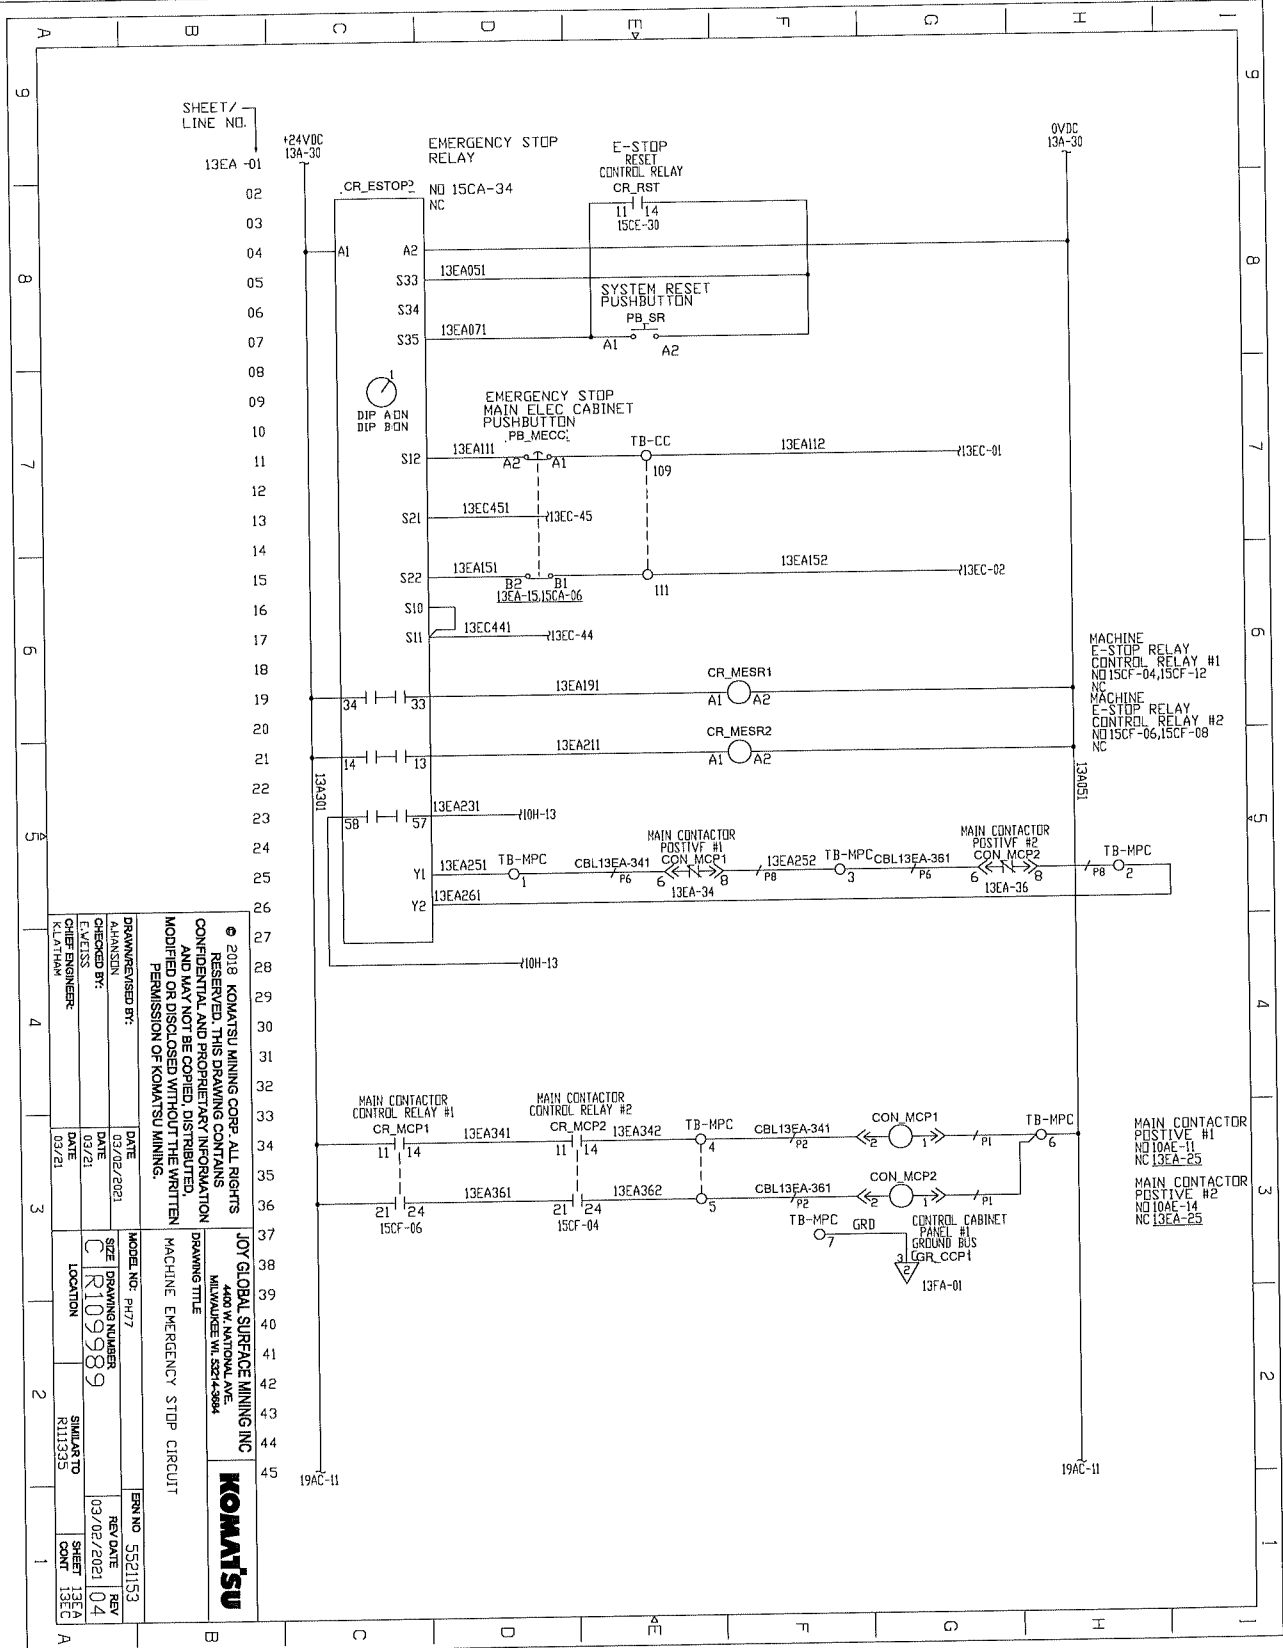 A B C D E F G H I
9 8 7 6 5 4 3 2 1
SHEET/
LINE NO.
13EA -01
02
03
04
05
06
07
08
09
10
11
12
13
14
15
16
17
18
19
20
21
22
23
24
25
26
27
28
29
30
31
32
33
34
35
36
37
38
39
40
41
42
43
44
45
+24VDC
13A-30
0VDC
13A-30
EMERGENCY STOP
RELAY
NO 15CA-34
NC
E-STOP
RESET
CONTROL RELAY
CR_RST
11 14
15CE-30
A1
A2
S33
13EA051
S34
SYSTEM RESET
PUSHBUTTON
PB_SR
S35
13EA071
A1
A2
1
DIP A:ON
DIP B:ON
EMERGENCY STOP
MAIN ELEC CABINET
PUSHBUTTON
S12
13EA111
A2 A1
TB-CC
109
13EA112
13EC-01
S21
13EC451
13EC-45
S22
13EA151
B2 B1
13EA-15,15CA-06
111
13EA152
13EC-02
S10
S11
13EC441
13EC-44
34 33
13EA191
CR_MESR1
A1 A2
MACHINE
E-STOP RELAY
CONTROL RELAY #1
NO 15CF-04,15CF-12
NC
14 13
13EA211
CR_MESR2
A1 A2
MACHINE
E-STOP RELAY
CONTROL RELAY #2
NO 15CF-06,15CF-08
NC
13A301
13A051
58 57
13EA231
10H-13
Y1
13EA251
TB-MPC
1
CBL13EA-341
P6
MAIN CONTACTOR
POSTIVE #1
CON_MCP1
6 8
13EA-34
13EA252
P8
TB-MPC
3
CBL13EA-361
P6
MAIN CONTACTOR
POSTIVE #2
CON_MCP2
6 8
13EA-36
P8
TB-MPC
2
Y2
13EA261
10H-13
MAIN CONTACTOR
CONTROL RELAY #1
CR_MCP1
11 14
13EA341
MAIN CONTACTOR
CONTROL RELAY #2
CR_MCP2
11 14
13EA342
TB-MPC
4
CBL13EA-341
P2
CON_MCP1
2 1
P1
TB-MPC
6
MAIN CONTACTOR
POSTIVE #1
NO 10AE-11
NC 13EA-25
21 24
15CF-06
13EA361
21 24
15CF-04
13EA362
5
CBL13EA-361
P2
CON_MCP2
2 1
P1
MAIN CONTACTOR
POSTIVE #2
NO 10AE-14
NC 13EA-25
TB-MPC
7
GRD
CONTROL CABINET
PANEL #1
GROUND BUS
GR_CCP1
3
2
13FA-01
19AC-11
19AC-11
© 2018 KOMATSU MINING CORP. ALL RIGHTS
RESERVED. THIS DRAWING CONTAINS
CONFIDENTIAL AND PROPRIETARY INFORMATION
AND MAY NOT BE COPIED, DISTRIBUTED,
MODIFIED OR DISCLOSED WITHOUT THE WRITTEN
PERMISSION OF KOMATSU MINING.
DRAWN/REVISED BY:
A.HANSON
DATE
03/02/2021
CHECKED BY:
E.WEISS
DATE
03/21
CHIEF ENGINEER:
K.LATHAM
DATE
03/21
JOY GLOBAL SURFACE MINING INC
4400 W. NATIONAL AVE.
MILWAUKEE WI. 53214-3684
KOMATSU
DRAWING TITLE
MACHINE EMERGENCY STOP CIRCUIT
MODEL NO: PH77
ERN NO 5521153
SIZE
C
DRAWING NUMBER
R109989
REV DATE
03/02/2021
REV
04
LOCATION
SIMILAR TO
R111335
SHEET 13EA
CONT 13EC
A B C D E F G H I
9 8 7 6 5 4 3 2 1